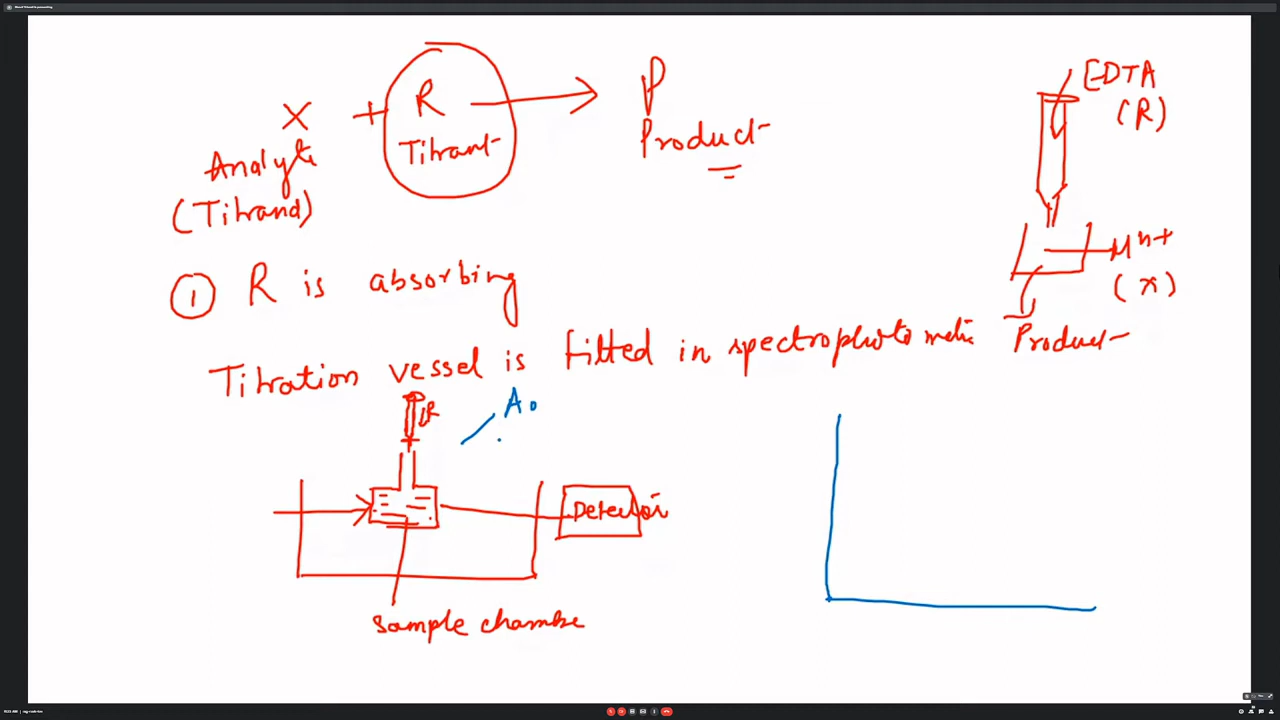 X + R → P
Analyte Titrant Product
(Titrand)
EDTA
(R)
Mn+
(x)
Product
① R is absorbing
Titration vessel is fitted in spectrophotometric
R
A0
Detector
Sample chambe